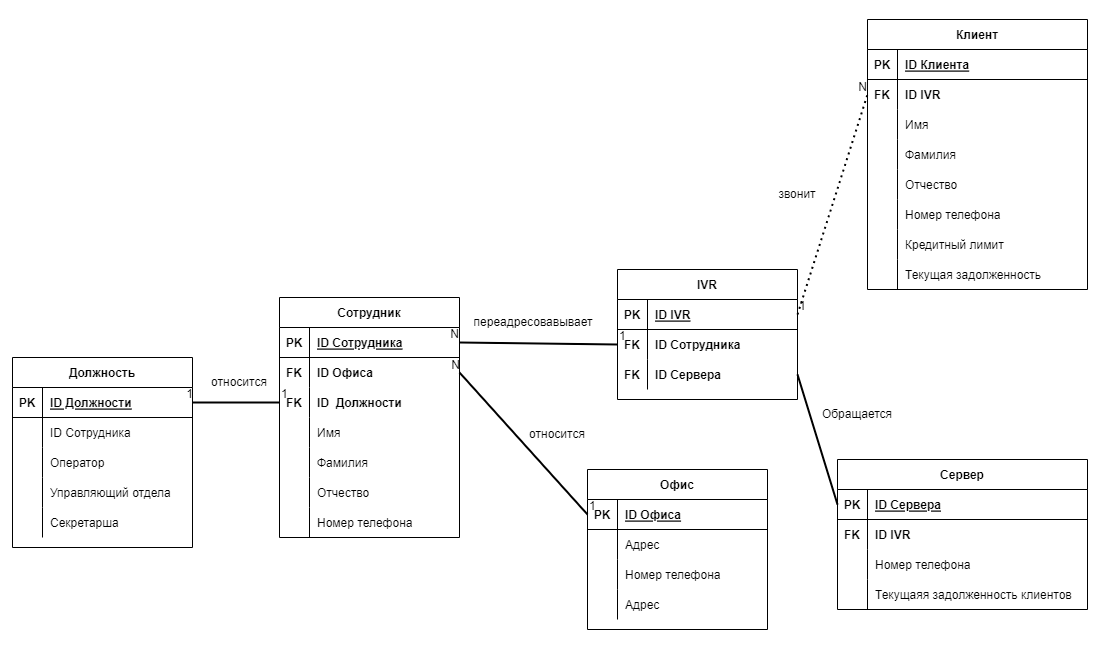 Клиент
PK ID Клиента
FK ID IVR
Имя
Фамилия
Отчество
Номер телефона
Кредитный лимит
Текущая задолженность
N
звонит
1
IVR
PK ID IVR
1
FK ID Сотрудника
FK ID Сервера
переадресовавывает
Сотрудник
PK ID Сотрудника
N
FK ID Офиса
N
1
FK ID Должности
Имя
Фамилия
Отчество
Номер телефона
относится
Должность
PK ID Должности
1
ID Сотрудника
Оператор
Управляющий отдела
Секретарша
относится
Офис
1
PK ID Офиса
Адрес
Номер телефона
Адрес
Обращается
Сервер
PK ID Сервера
FK ID IVR
Номер телефона
Текущаяя задолженность клиентов